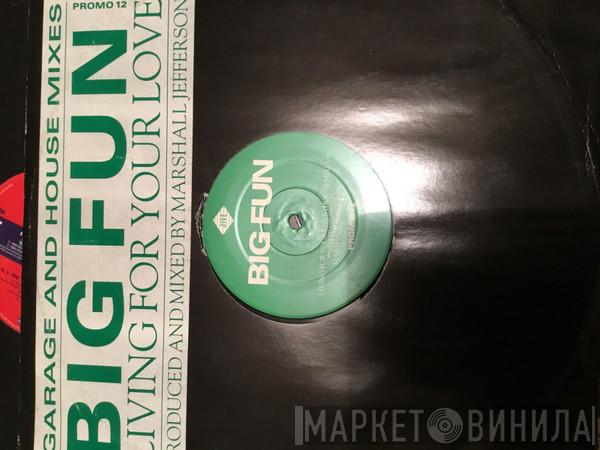 PROMO 12
GARAGE AND HOUSE MIXES
BIG FUN
LIVING FOR YOUR LOVE
PRODUCED AND MIXED BY MARSHALL JEFFERSON
JIVE
BIG FUN
МАРКЕТ ВИНИЛА